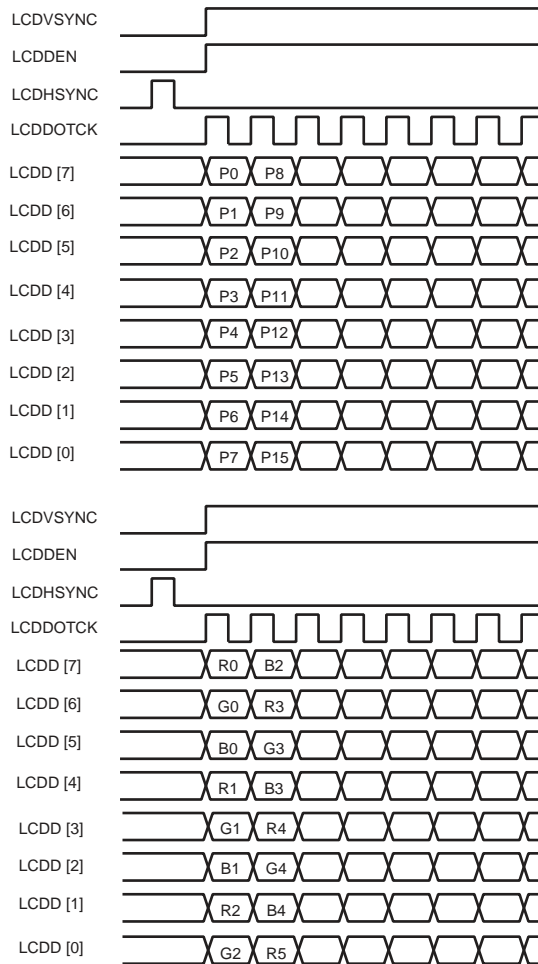 LCDVSYNC
LCDDEN
LCDHSYNC
LCDDOTCK
LCDD [7] P0 P8
LCDD [6] P1 P9
LCDD [5] P2 P10
LCDD [4] P3 P11
LCDD [3] P4 P12
LCDD [2] P5 P13
LCDD [1] P6 P14
LCDD [0] P7 P15
LCDVSYNC
LCDDEN
LCDHSYNC
LCDDOTCK
LCDD [7] R0 B2
LCDD [6] G0 R3
LCDD [5] B0 G3
LCDD [4] R1 B3
LCDD [3] G1 R4
LCDD [2] B1 G4
LCDD [1] R2 B4
LCDD [0] G2 R5